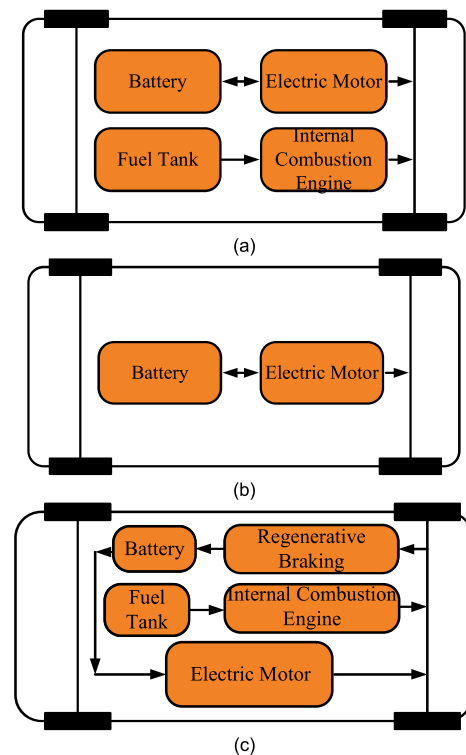 Battery
Electric Motor
Fuel Tank
Internal
Combustion
Engine
(a)
Battery
Electric Motor
(b)
Battery
Regenerative
Braking
Fuel
Tank
Internal Combustion
Engine
Electric Motor
(c)